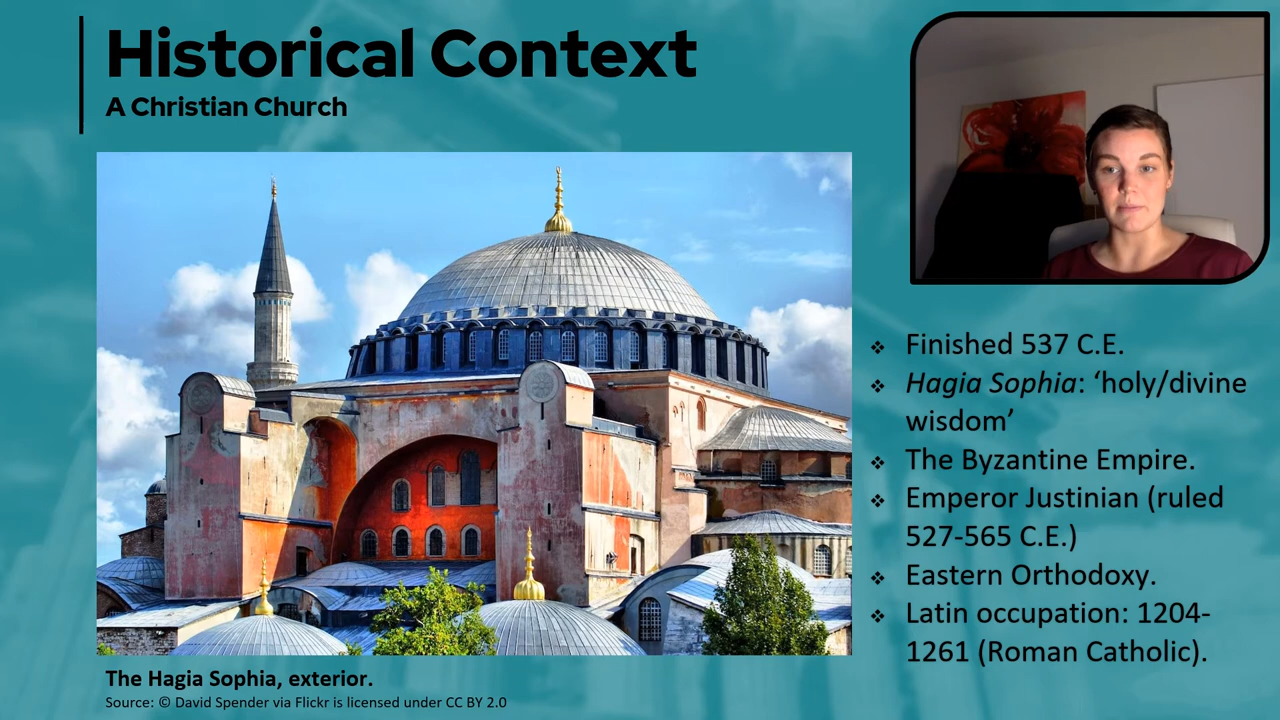 Historical Context
A Christian Church
Finished 537 C.E.
Hagia Sophia: ‘holy/divine
wisdom’
The Byzantine Empire.
Emperor Justinian (ruled
527-565 C.E.)
Eastern Orthodoxy.
Latin occupation: 1204-
1261 (Roman Catholic).
The Hagia Sophia, exterior.
Source: © David Spender via Flickr is licensed under CC BY 2.0